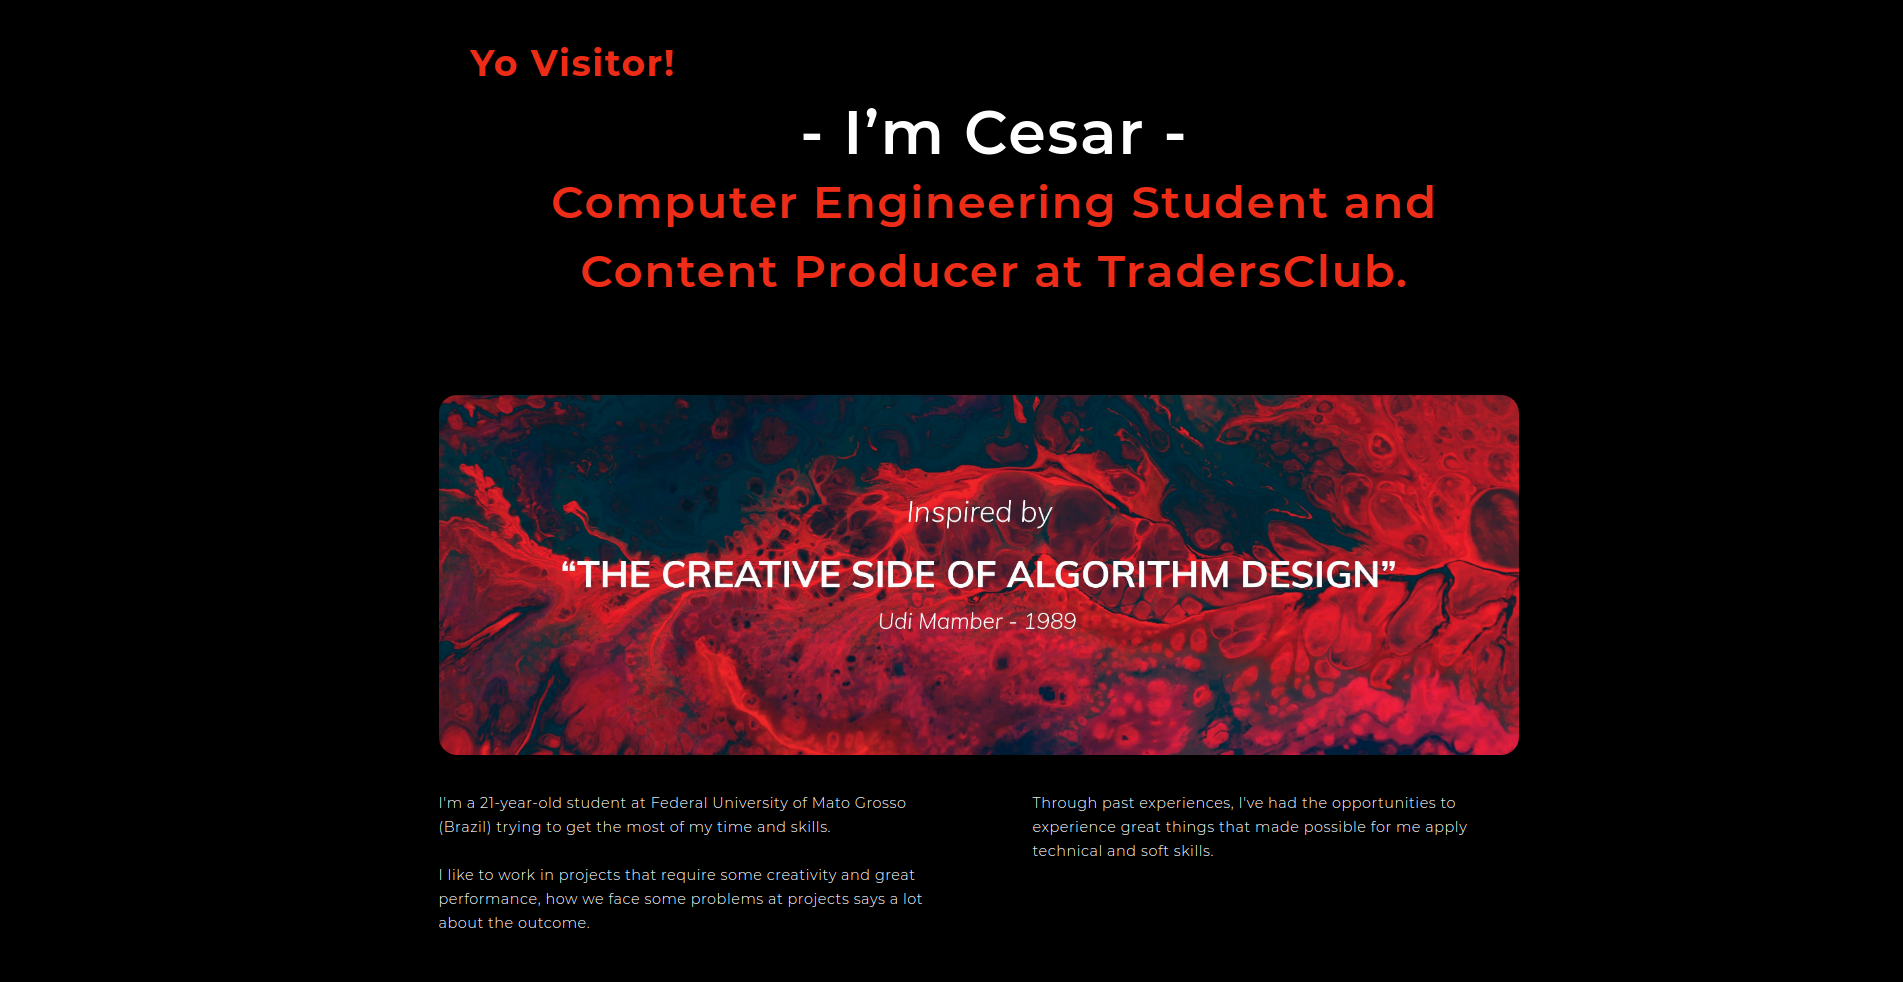 Yo Visitor!
- I’m Cesar -
Computer Engineering Student and
Content Producer at TradersClub.
Inspired by
“THE CREATIVE SIDE OF ALGORITHM DESIGN”
Udi Mamber - 1989
I'm a 21-year-old student at Federal University of Mato Grosso
(Brazil) trying to get the most of my time and skills.
I like to work in projects that require some creativity and great
performance, how we face some problems at projects says a lot
about the outcome.
Through past experiences, I've had the opportunities to
experience great things that made possible for me apply
technical and soft skills.